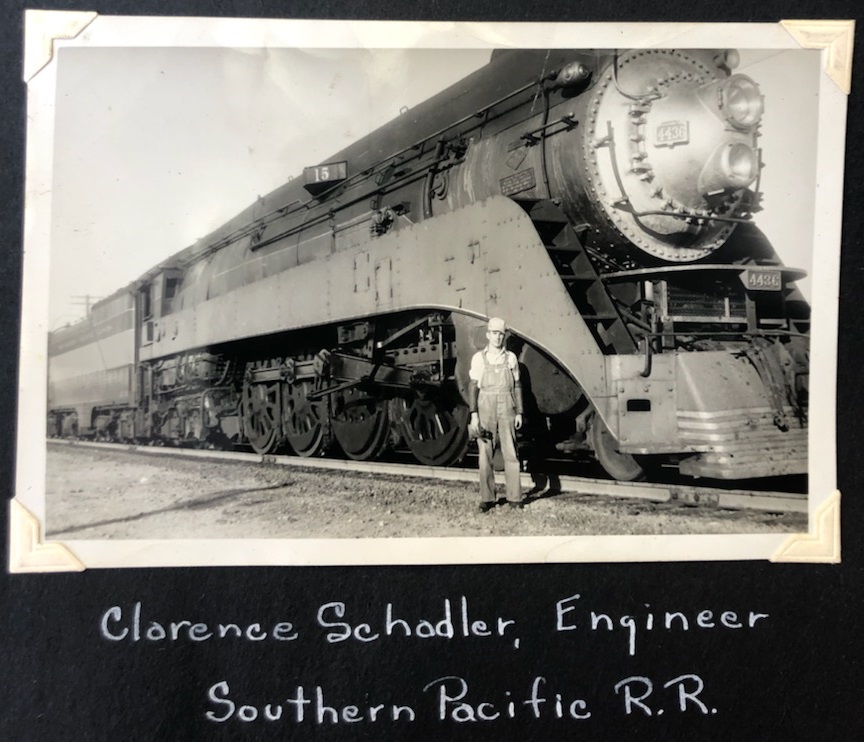 15
4436
4436
Clarence Schadler, Engineer
Southern Pacific R.R.